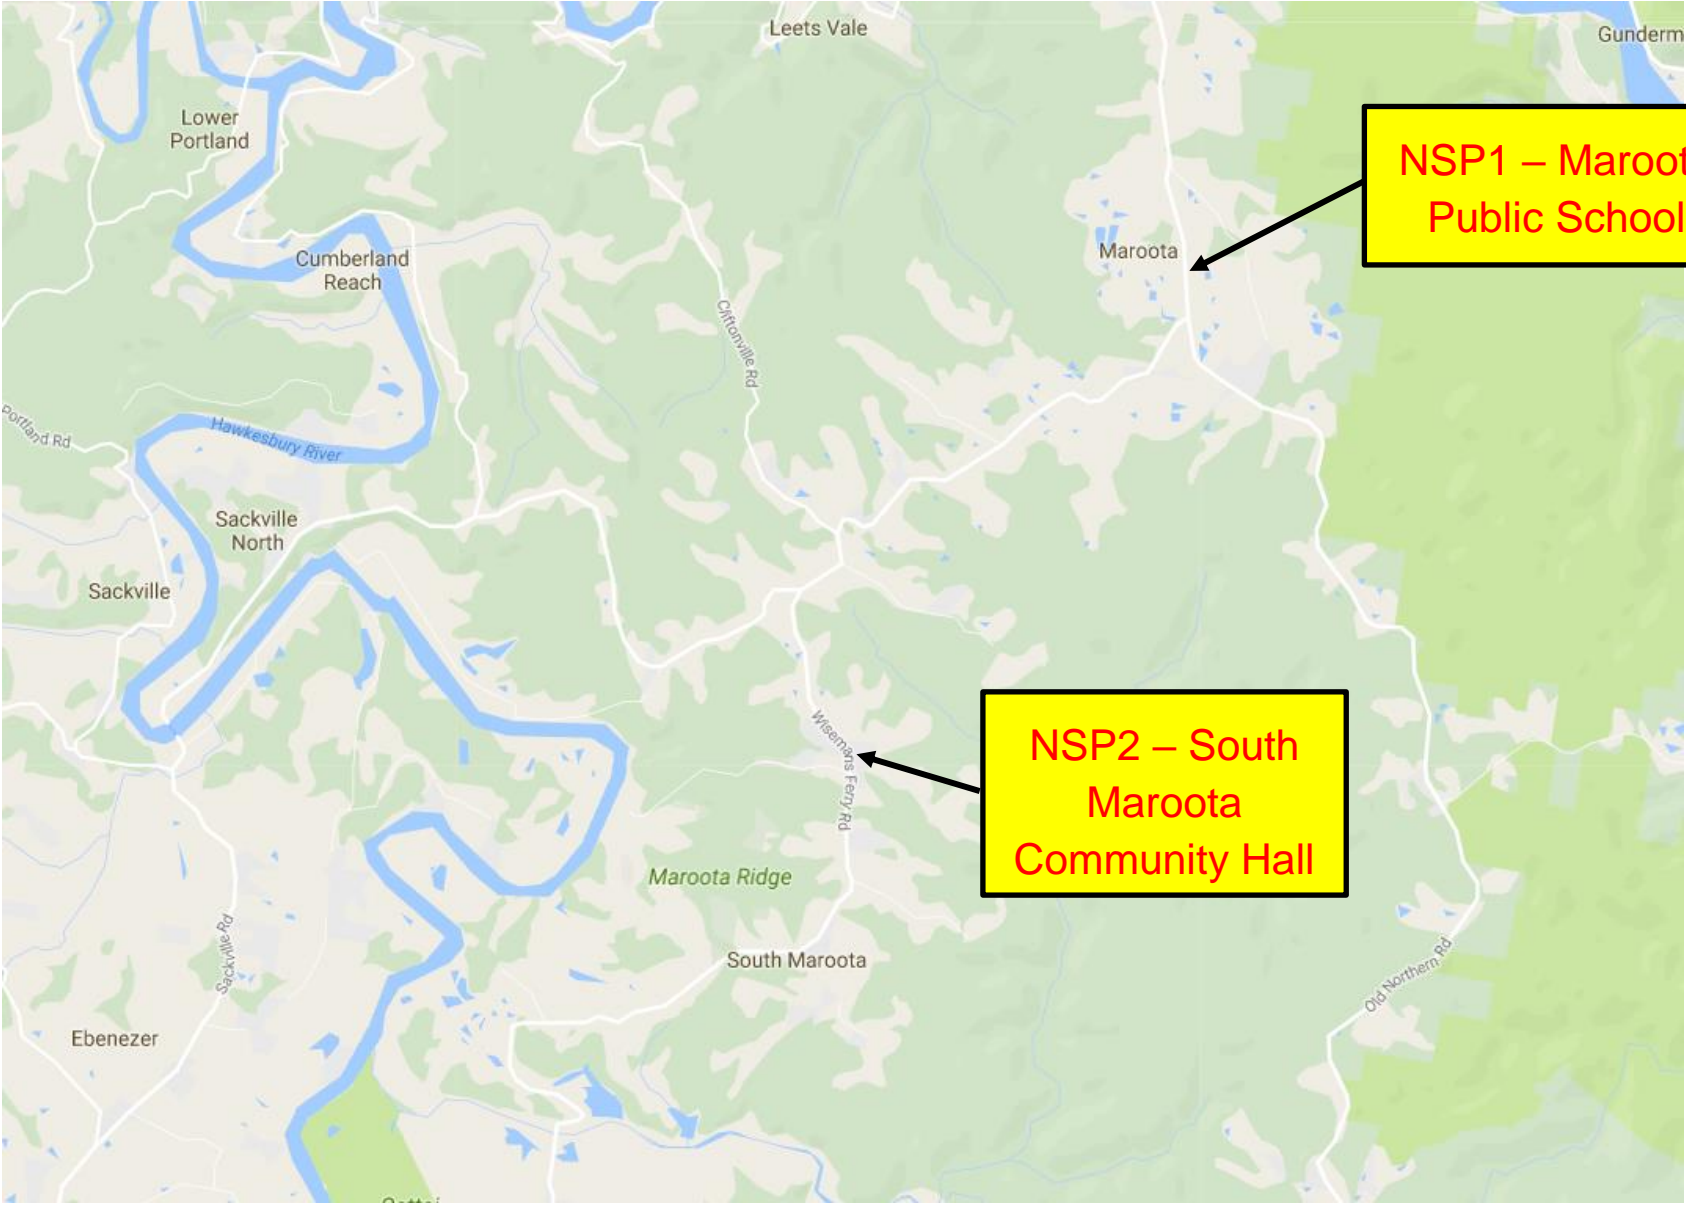 Leets Vale
Gunderm
Lower
Portland
NSP1 – Maroot
Public School
Maroota
Cumberland
Reach
Cliftonville Rd
Portland Rd
Hawkesbury River
Sackville
North
Sackville
NSP2 – South
Maroota
Community Hall
Wisemans Ferry Rd
Maroota Ridge
Sackville Rd
South Maroota
Old Northern Rd
Ebenezer